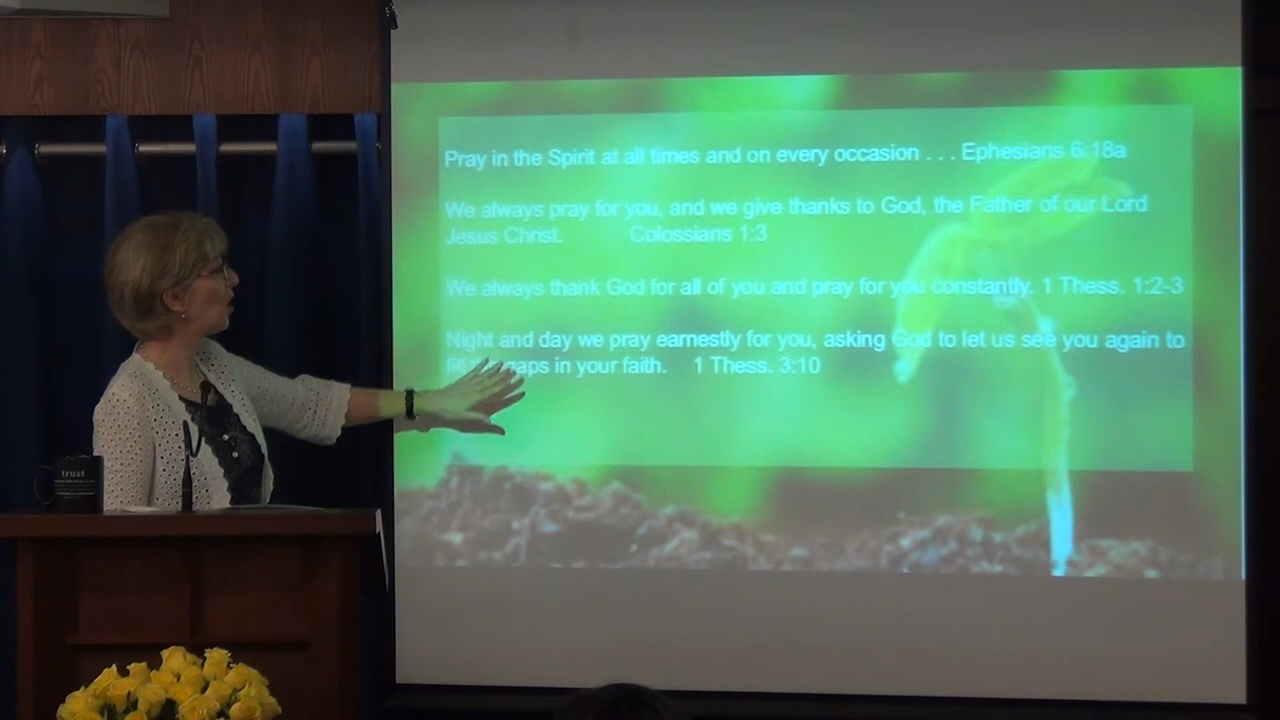 Pray in the Spirit at all times and on every occasion . . . Ephesians 6:18a
We always pray for you, and we give thanks to God, the Father of our Lord
Jesus Christ. Colossians 1:3
We always thank God for all of you and pray for you constantly. 1 Thess. 1:2-3
Night and day we pray earnestly for you, asking God to let us see you again to
gaps in your faith. 1 Thess. 3:10
trust